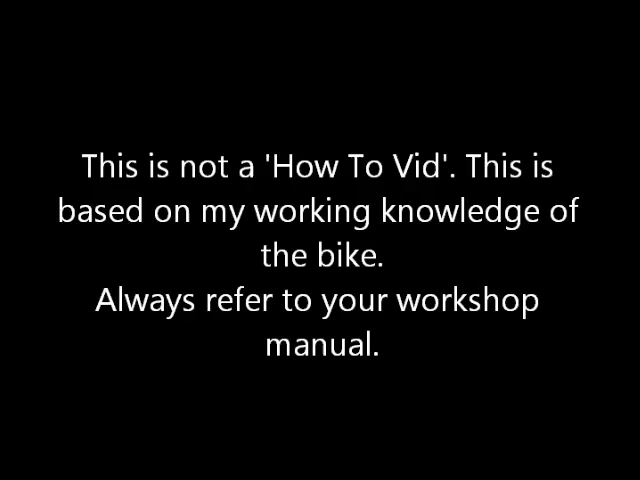 This is not a 'How To Vid'. This is
based on my working knowledge of
the bike.
Always refer to your workshop
manual.